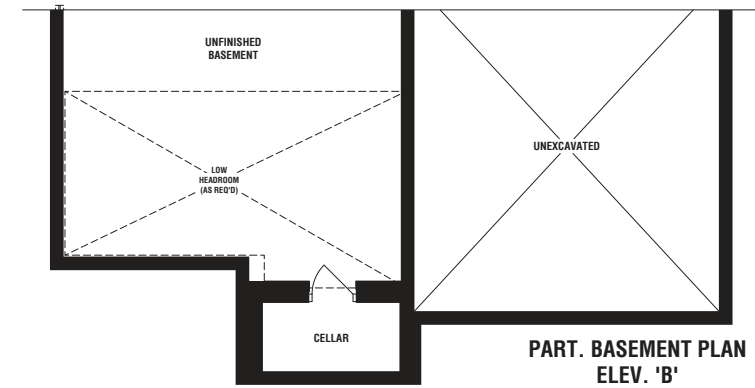 UNFINISHED
BASEMENT
LOW
HEADROOM
(AS REQ'D)
UNEXCAVATED
CELLAR
PART. BASEMENT PLAN
ELEV. 'B'